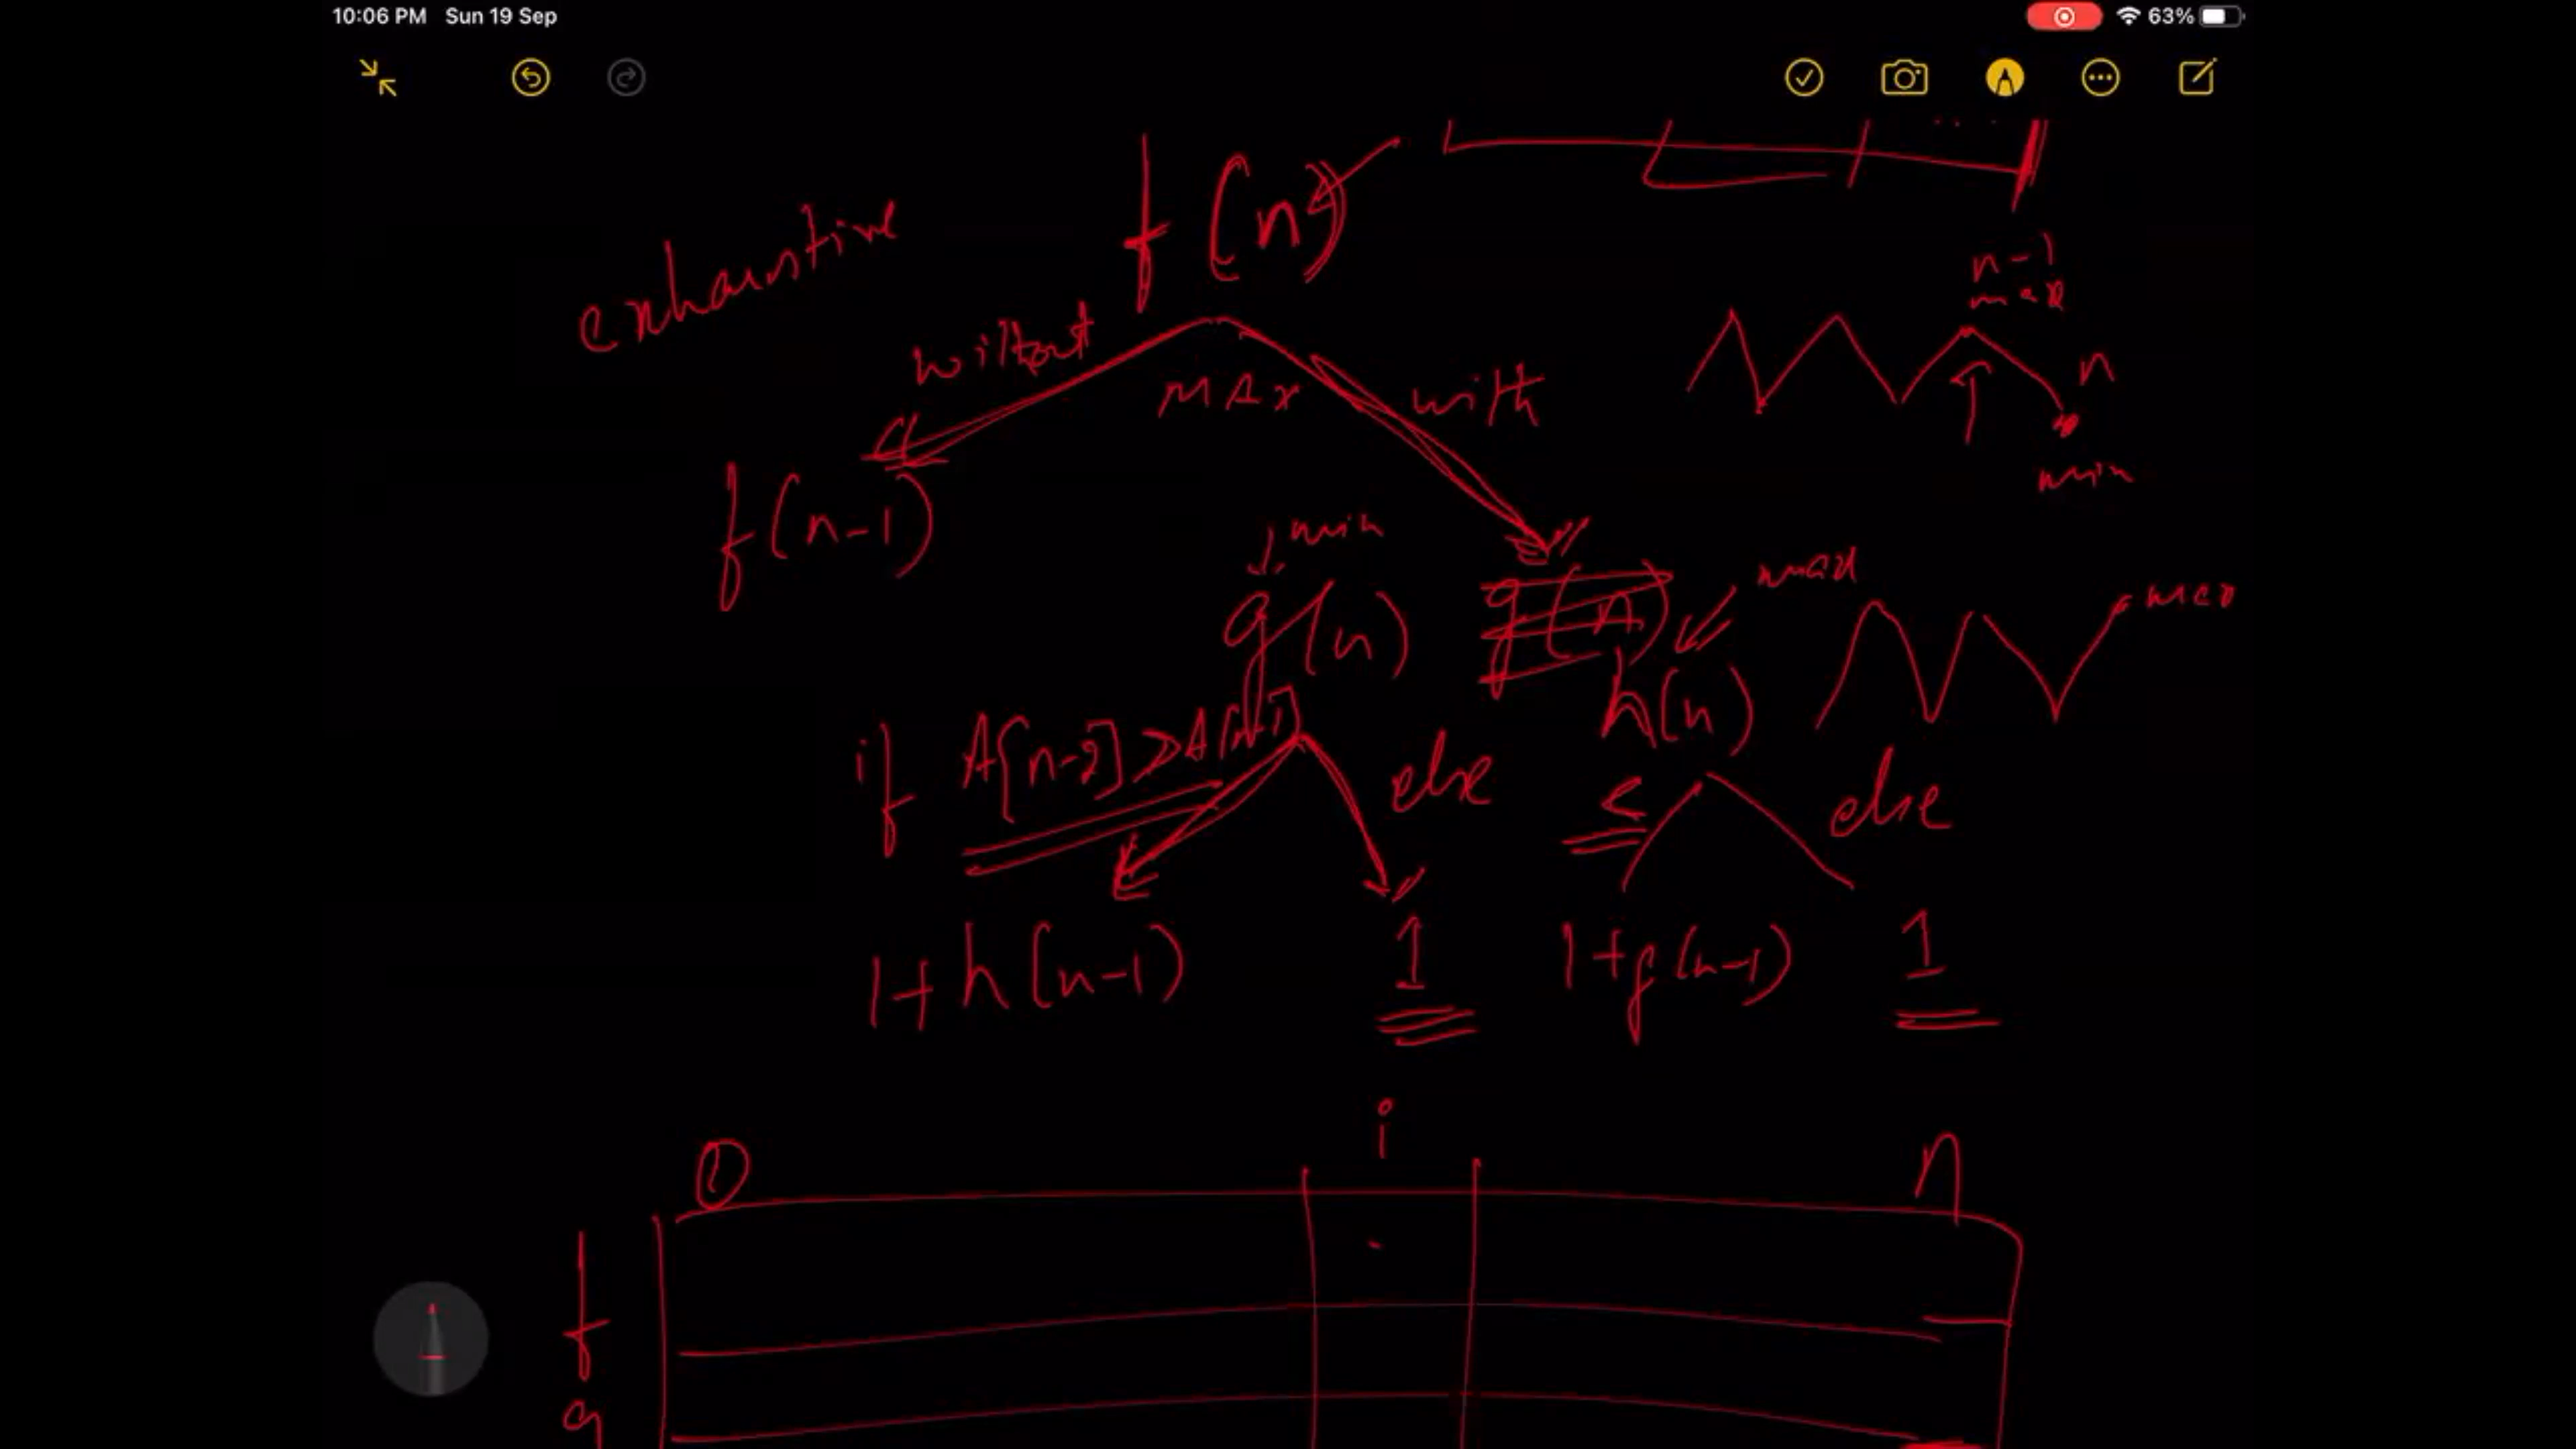 10:06 PM Sun 19 Sep
63%
f(n)
exhaustive
n-1
max
without
MAX
with
n
min
f(n-1)
min
g(n)
g(n)
max
h(n)
max
if A[n-2] > A[n-1]
else
<
else
1+h(n-1)
1
1+g(n-1)
1
i
0
n
f
g